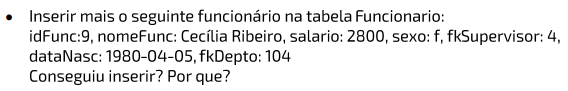 • Inserir mais o seguinte funcionário na tabela Funcionario:
idFunc:9, nomeFunc: Cecília Ribeiro, salario: 2800, sexo: f, fkSupervisor: 4,
dataNasc: 1980-04-05, fkDepto: 104
Conseguiu inserir? Por que?